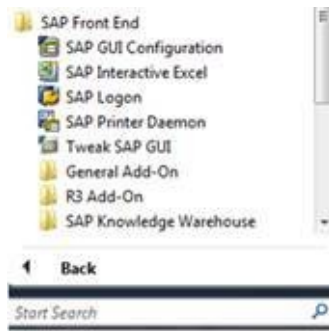 SAP Front End
SAP GUI Configuration
SAP Interactive Excel
SAP Logon
SAP Printer Daemon
Tweak SAP GUI
General Add-On
R3 Add-On
SAP Knowledge Warehouse
Back
Start Search